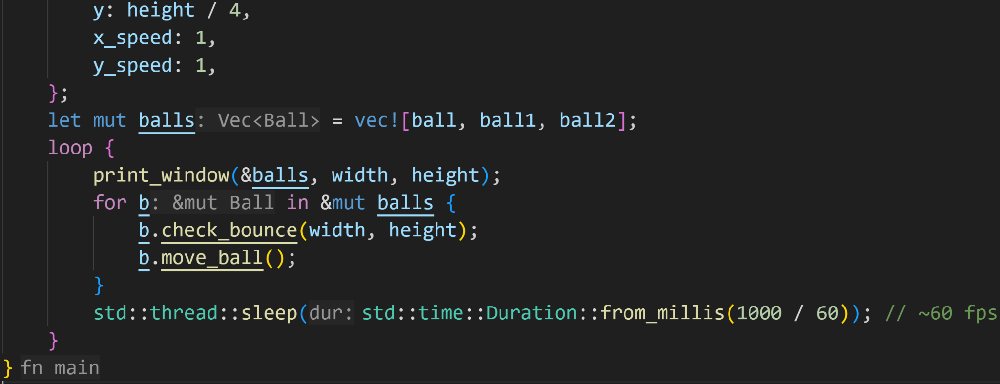 y: height / 4,
x_speed: 1,
y_speed: 1,
};
let mut balls: Vec<Ball> = vec![ball, ball1, ball2];
loop {
print_window(&balls, width, height);
for b: &mut Ball in &mut balls {
b.check_bounce(width, height);
b.move_ball();
}
std::thread::sleep(dur: std::time::Duration::from_millis(1000 / 60)); // ~60 fps
}
} fn main